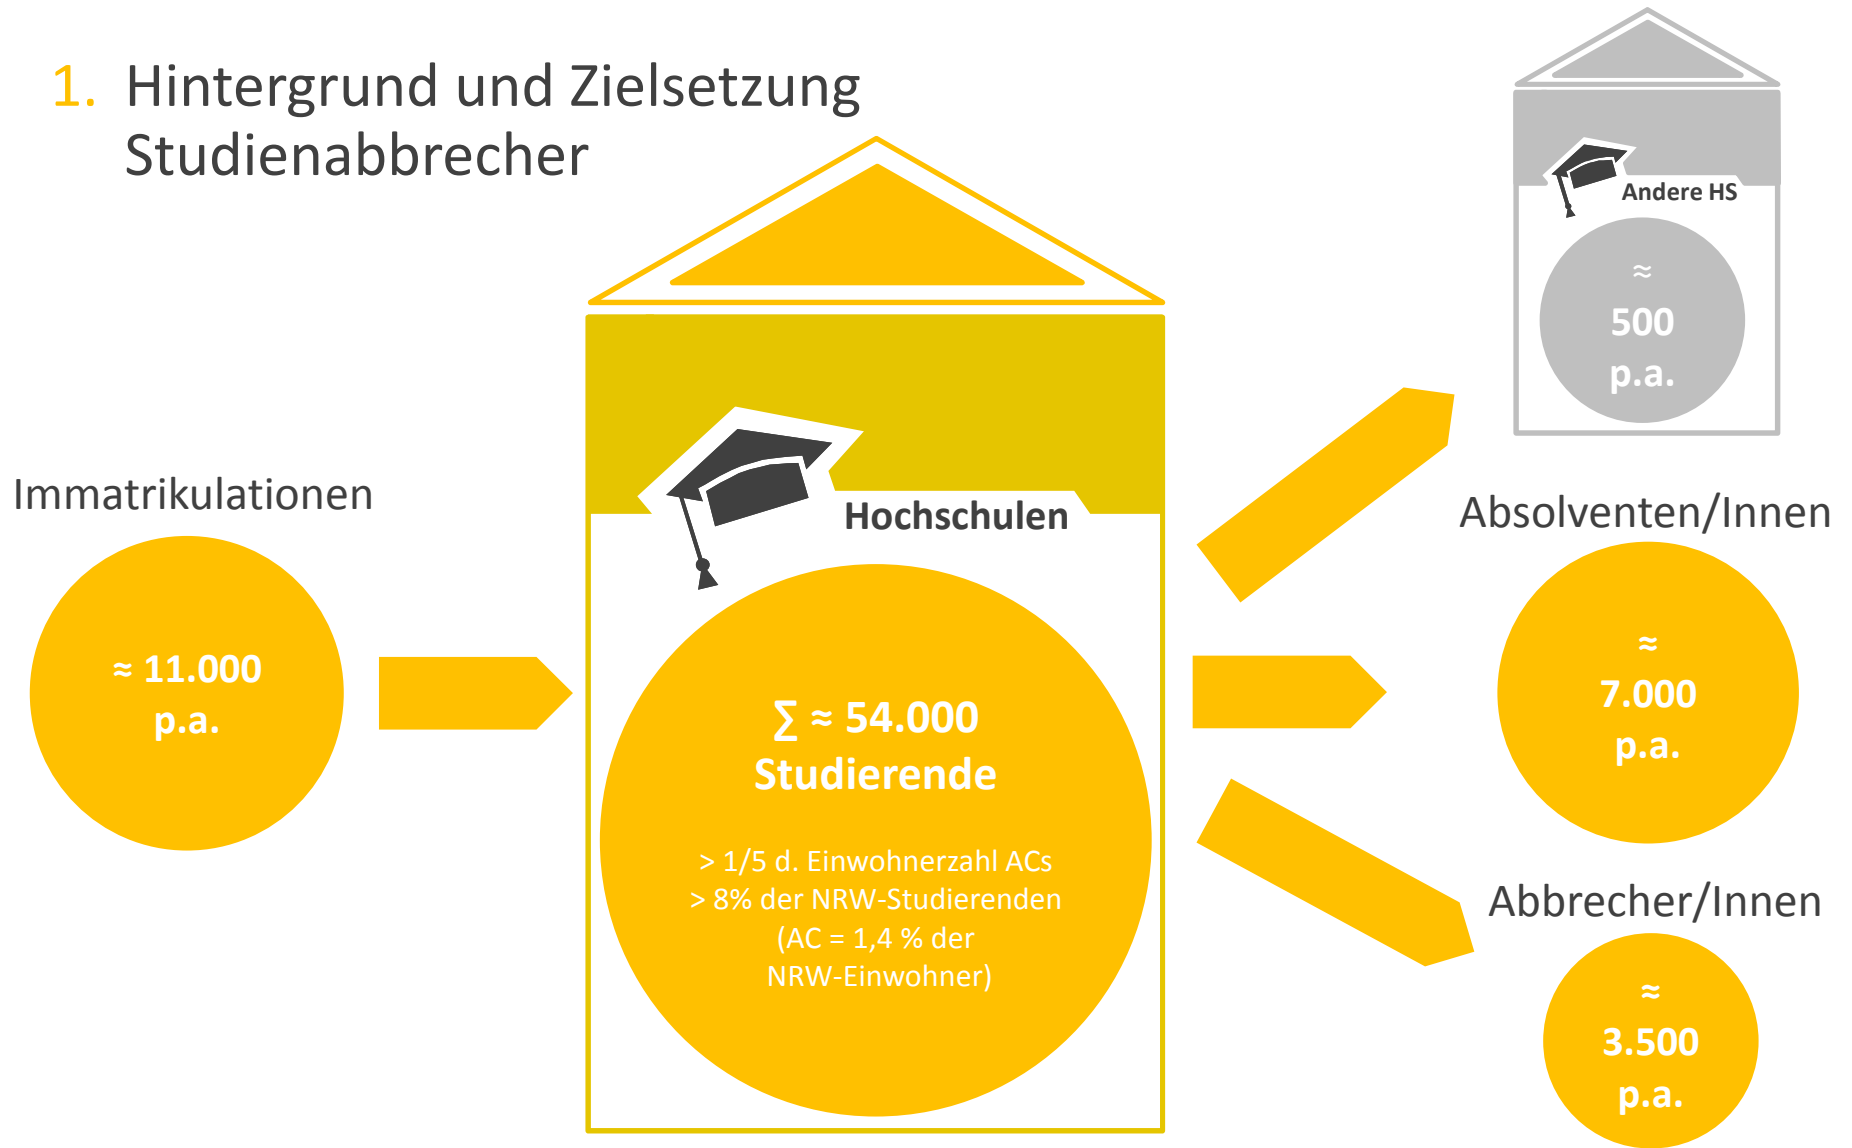 1. Hintergrund und Zielsetzung
Studienabbrecher
Immatrikulationen
≈ 11.000
p.a.
Hochschulen
∑ ≈ 54.000
Studierende
> 1/5 d. Einwohnerzahl ACs
> 8% der NRW-Studierenden
(AC = 1,4 % der
NRW-Einwohner)
Andere HS
≈
500
p.a.
Absolventen/Innen
≈
7.000
p.a.
Abbrecher/Innen
≈
3.500
p.a.